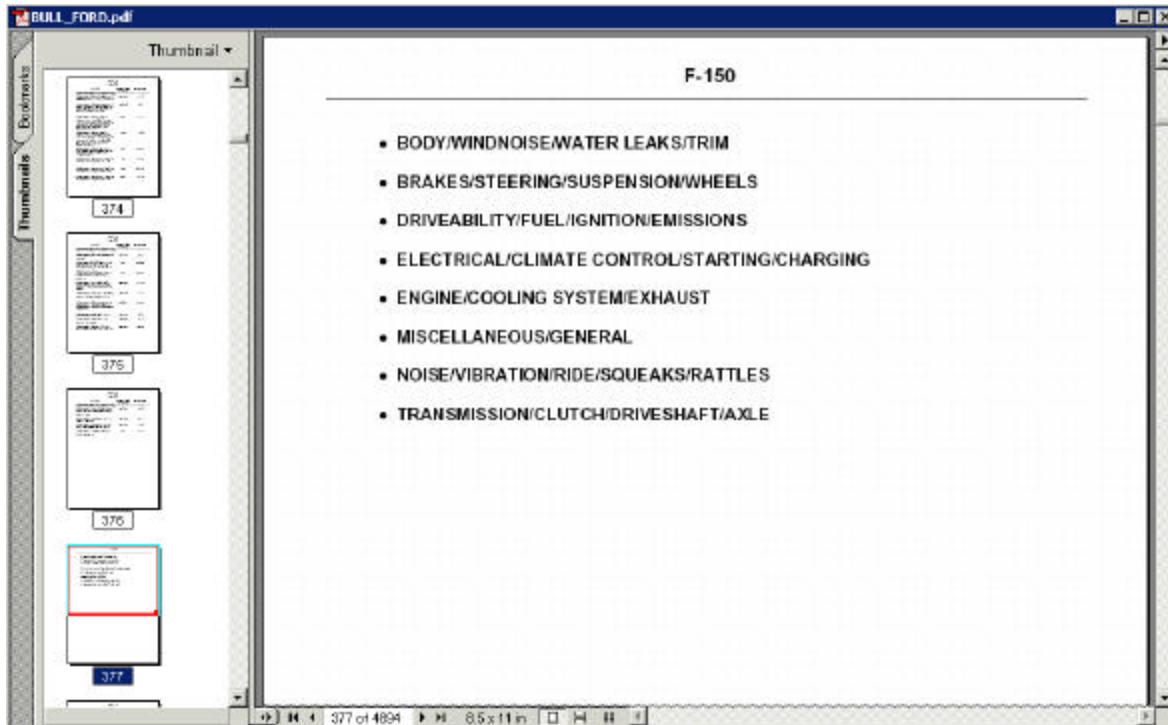 BULL_FORD.pdf
Bookmarks
Thumbnails
Thumbnail
374
375
376
377
F-150
• BODY/WINDNOISE/WATER LEAKS/TRIM
• BRAKES/STEERING/SUSPENSION/WHEELS
• DRIVEABILITY/FUEL/IGNITION/EMISSIONS
• ELECTRICAL/CLIMATE CONTROL/STARTING/CHARGING
• ENGINE/COOLING SYSTEM/EXHAUST
• MISCELLANEOUS/GENERAL
• NOISE/VIBRATION/RIDE/SQUEAKS/RATTLES
• TRANSMISSION/CLUTCH/DRIVESHAFT/AXLE
377 of 4894 8.5 x 11 in